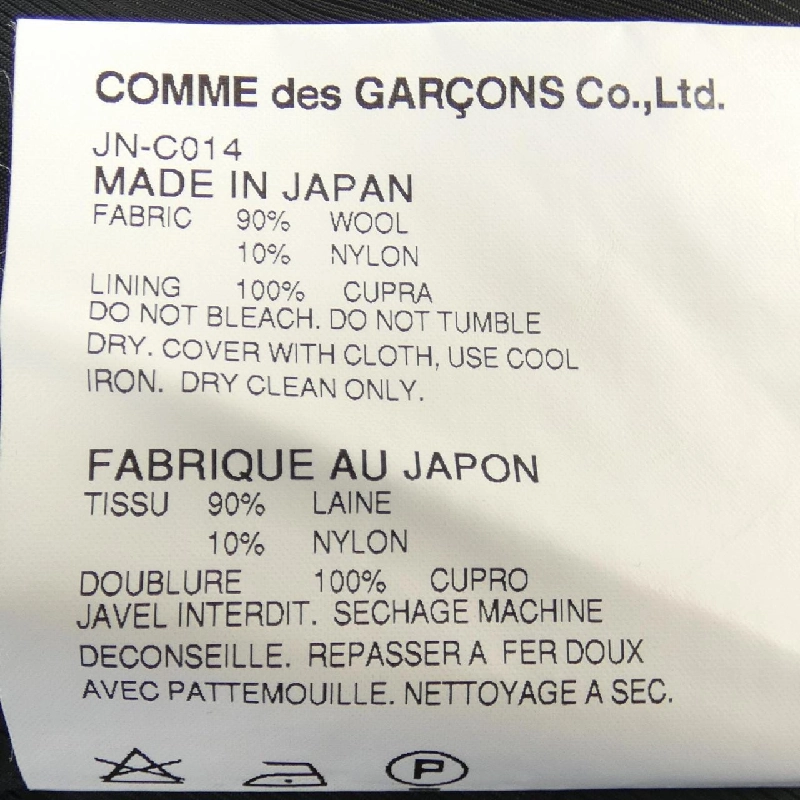 COMME des GARÇONS Co.,Ltd.
JN-C014
MADE IN JAPAN
FABRIC 90% WOOL
10% NYLON
LINING 100% CUPRA
DO NOT BLEACH. DO NOT TUMBLE
DRY. COVER WITH CLOTH, USE COOL
IRON. DRY CLEAN ONLY.
FABRIQUE AU JAPON
TISSU 90% LAINE
10% NYLON
DOUBLURE 100% CUPRO
JAVEL INTERDIT. SECHAGE MACHINE
DECONSEILLE. REPASSER A FER DOUX
AVEC PATTEMOUILLE. NETTOYAGE A SEC.
P